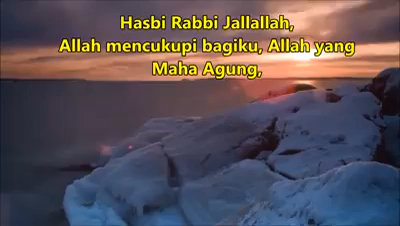 Hasbi Rabbi Jallallah,
Allah mencukupi bagiku, Allah yang
Maha Agung,